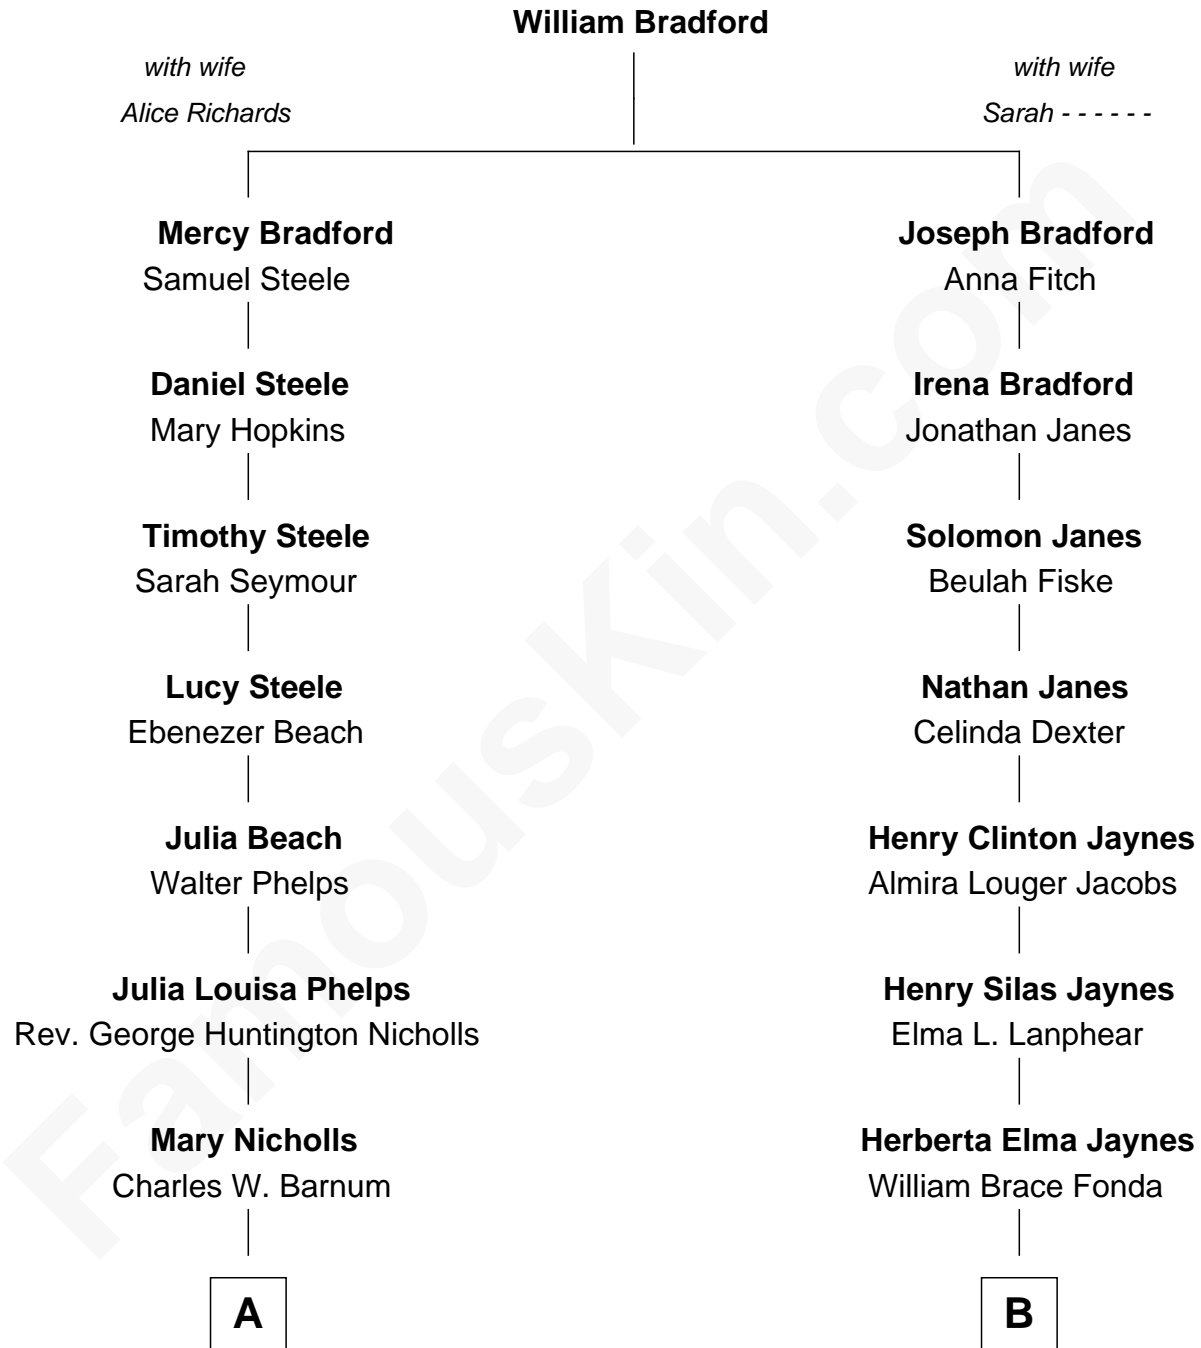 William Bradford
with wife
Alice Richards
with wife
Sarah - - - - - -
Mercy Bradford
Samuel Steele
Joseph Bradford
Anna Fitch
Daniel Steele
Mary Hopkins
Irena Bradford
Jonathan Janes
Timothy Steele
Sarah Seymour
Solomon Janes
Beulah Fiske
Lucy Steele
Ebenezer Beach
Nathan Janes
Celinda Dexter
Julia Beach
Walter Phelps
Henry Clinton Jaynes
Almira Louger Jacobs
Julia Louisa Phelps
Rev. George Huntington Nicholls
Henry Silas Jaynes
Elma L. Lanphear
Mary Nicholls
Charles W. Barnum
Herberta Elma Jaynes
William Brace Fonda
A
B
FamousKin.com